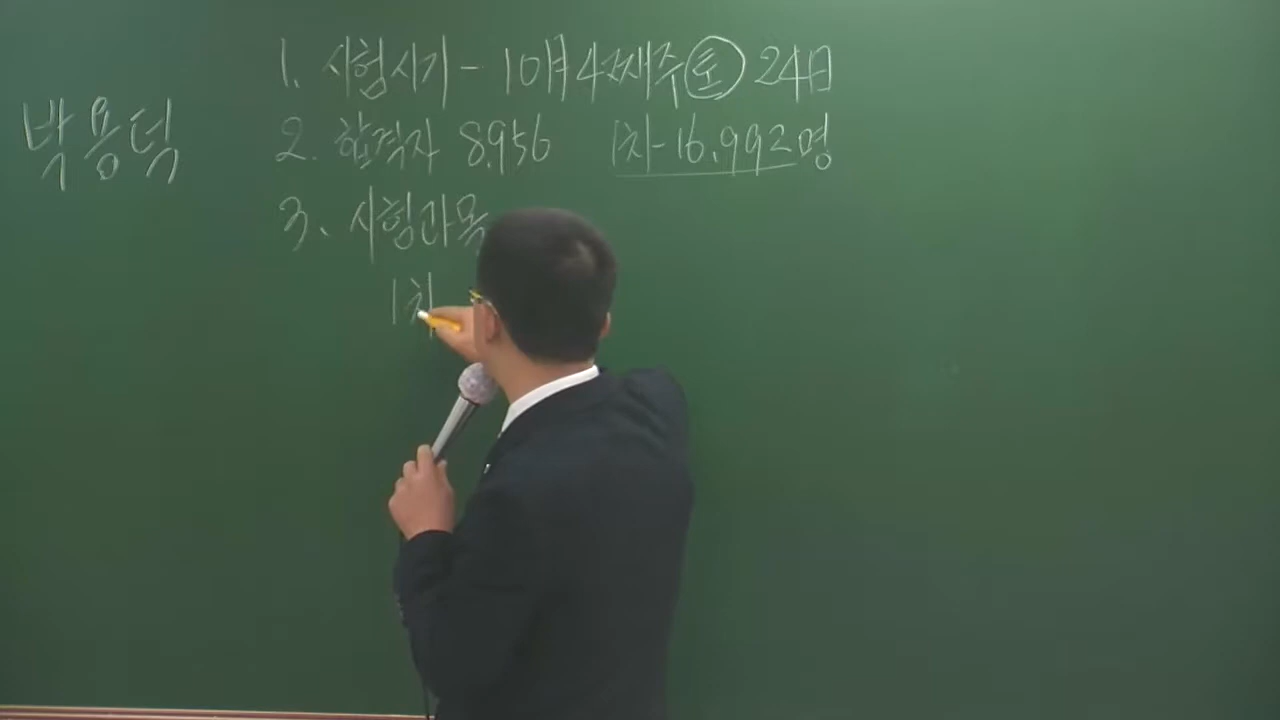 박용덕
1. 시험시기 - 10月 4째주 토 24日
2. 합격자 8,956 1차-16,992명
3. 시험과목
1차